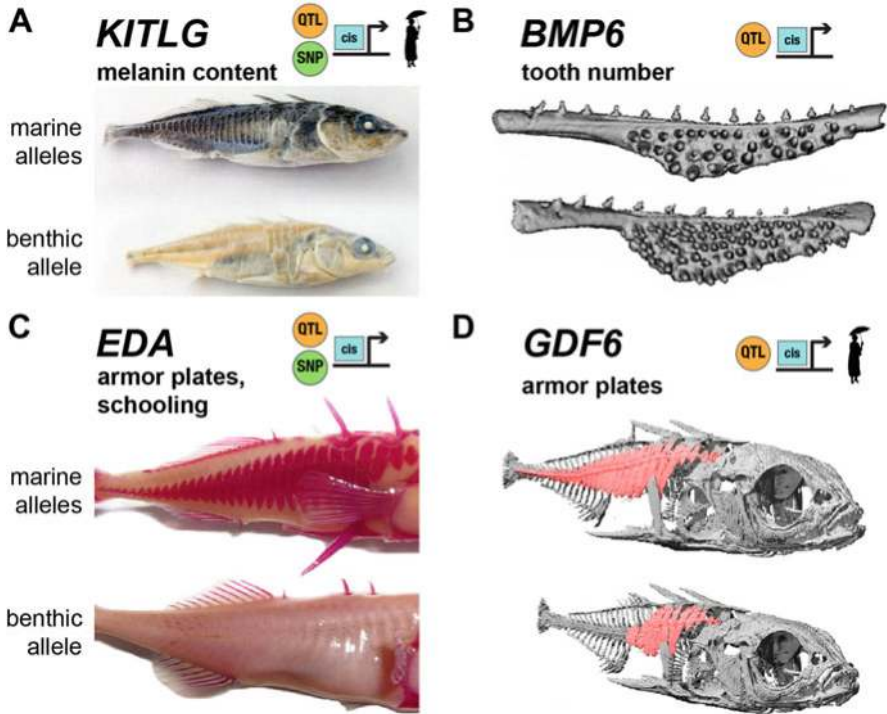 A
KITLG
melanin content
QTL
SNP
cis
marine
alleles
benthic
allele
B
BMP6
tooth number
QTL
cis
C
EDA
armor plates,
schooling
QTL
SNP
cis
marine
alleles
benthic
allele
D
GDF6
armor plates
QTL
cis